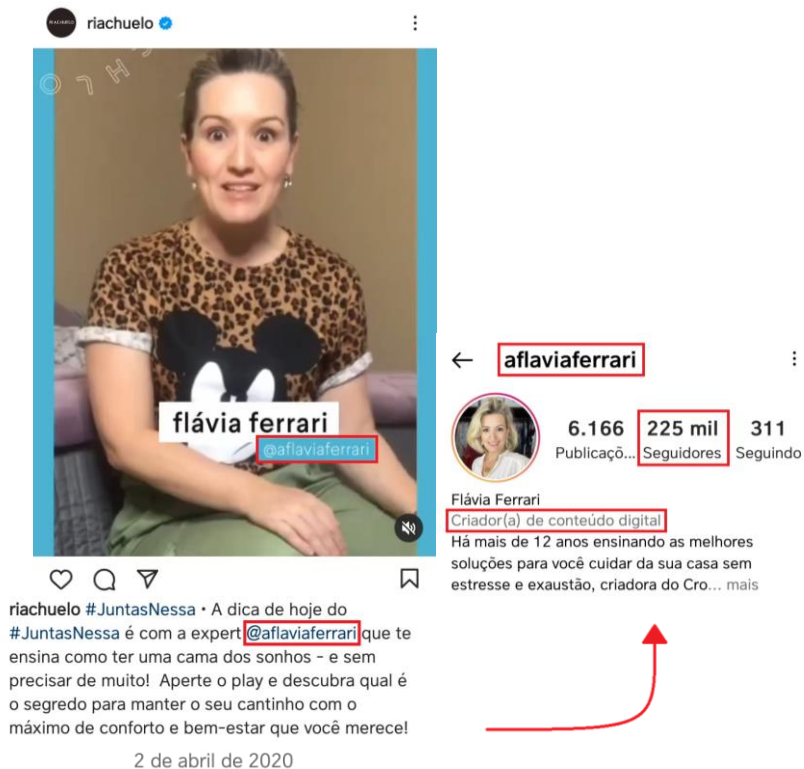 RIACHUELO
riachuelo
OJHL
flávia ferrari
@aflaviaferrari
riachuelo #JuntasNessa • A dica de hoje do
#JuntasNessa é com a expert @aflaviaferrari que te
ensina como ter uma cama dos sonhos - e sem
precisar de muito! Aperte o play e descubra qual é
o segredo para manter o seu cantinho com o
máximo de conforto e bem-estar que você merece!
2 de abril de 2020
aflaviaferrari
6.166 225 mil 311
Publicaçõ... Seguidores Seguindo
Flávia Ferrari
Criador(a) de conteúdo digital
Há mais de 12 anos ensinando as melhores
soluções para você cuidar da sua casa sem
estresse e exaustão, criadora do Cro... mais